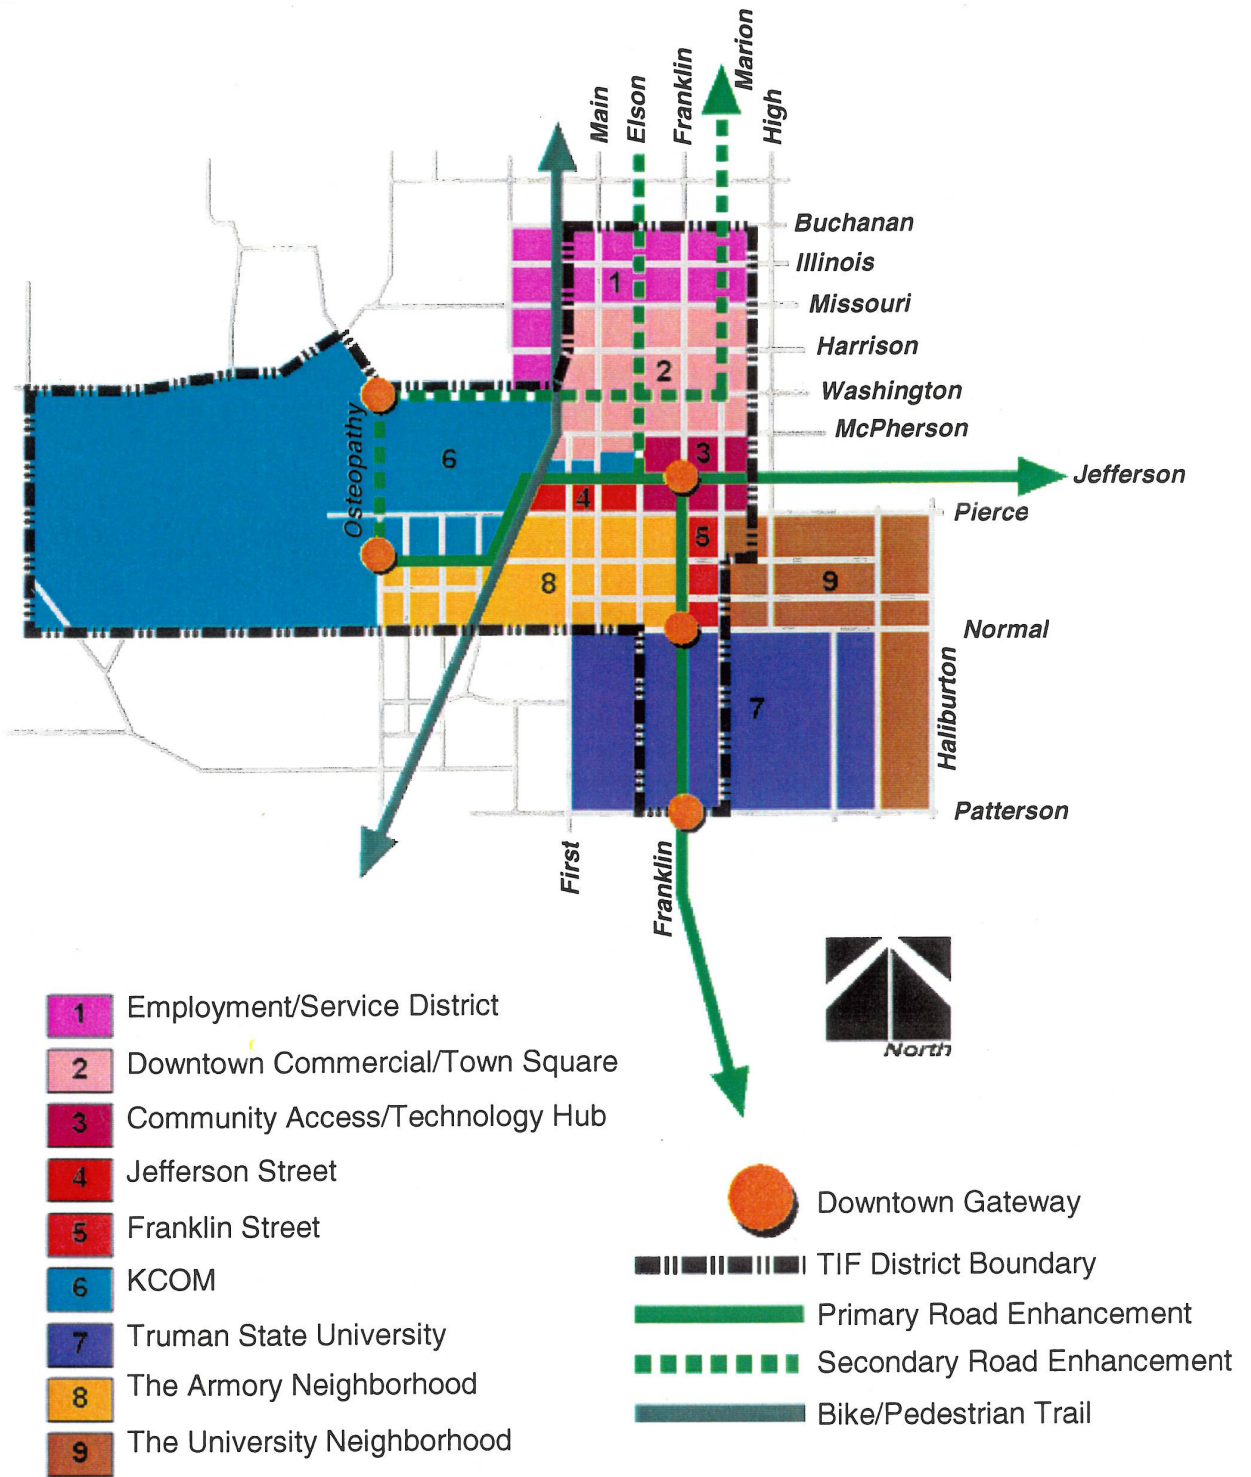 Main
Elson
Franklin
Marion
High
Buchanan
Illinois
Missouri
Harrison
Washington
McPherson
Jefferson
Pierce
Normal
Haliburton
Patterson
Osteopathy
First
Franklin
1
2
3
4
5
6
7
8
9
North
1 Employment/Service District
2 Downtown Commercial/Town Square
3 Community Access/Technology Hub
4 Jefferson Street
5 Franklin Street
6 KCOM
7 Truman State University
8 The Armory Neighborhood
9 The University Neighborhood
Downtown Gateway
TIF District Boundary
Primary Road Enhancement
Secondary Road Enhancement
Bike/Pedestrian Trail